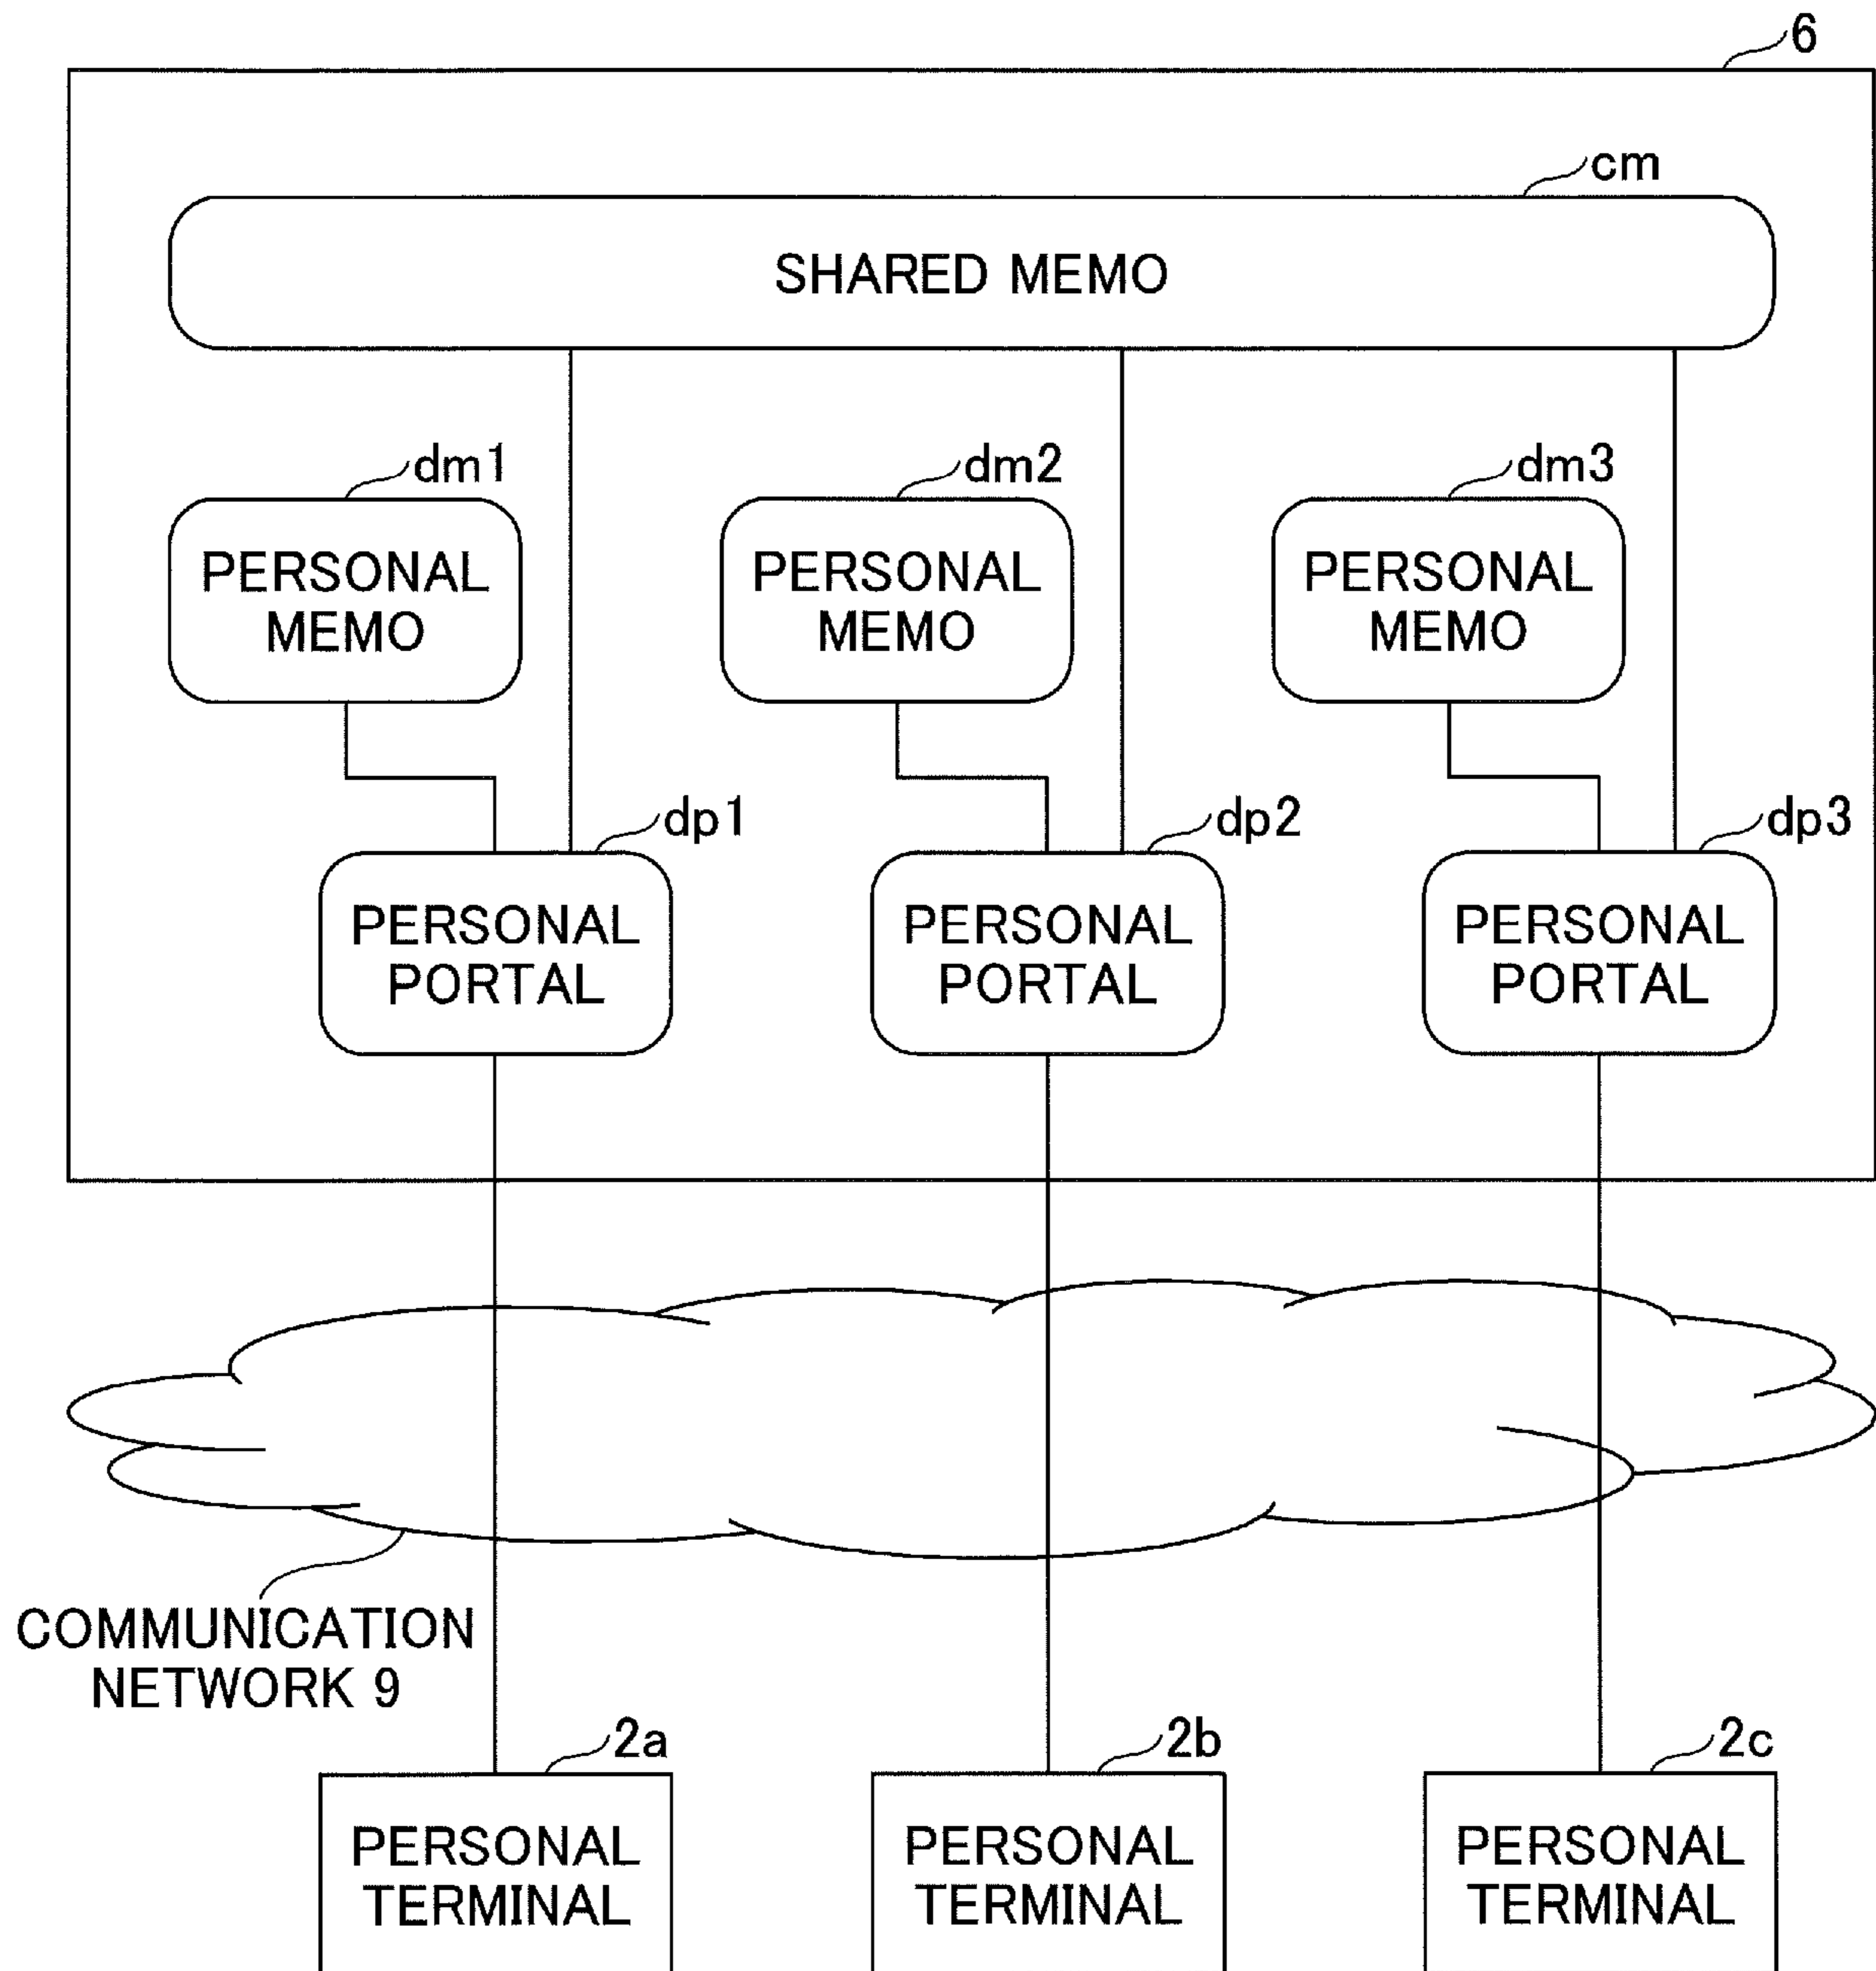 6
cm
SHARED MEMO
dm1
dm2
dm3
PERSONAL
MEMO
PERSONAL
MEMO
PERSONAL
MEMO
dp1
dp2
dp3
PERSONAL
PORTAL
PERSONAL
PORTAL
PERSONAL
PORTAL
COMMUNICATION
NETWORK 9
2a
2b
2c
PERSONAL
TERMINAL
PERSONAL
TERMINAL
PERSONAL
TERMINAL